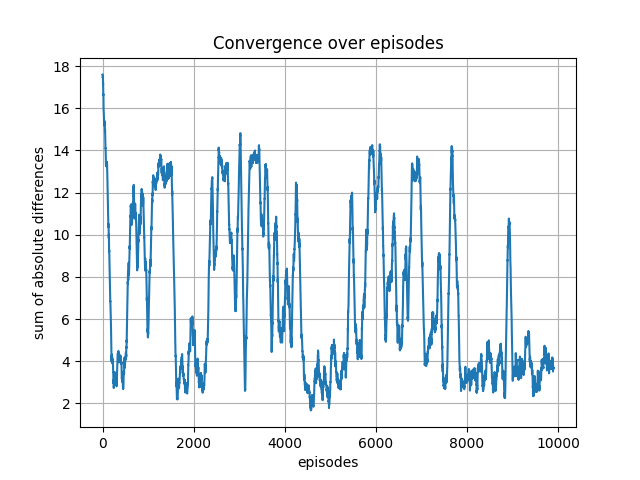 Convergence over episodes
sum of absolute differences
18
16
14
12
10
8
6
4
2
0 2000 4000 6000 8000 10000
episodes